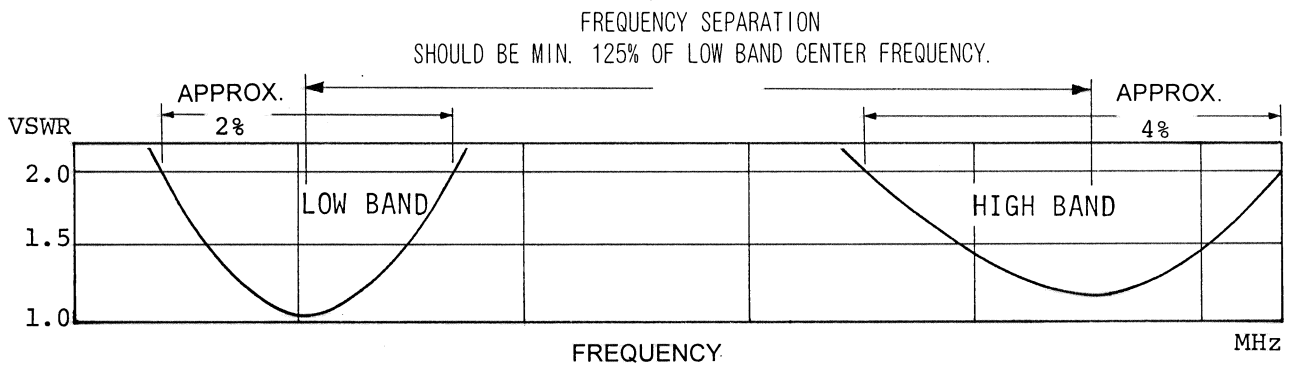 FREQUENCY SEPARATION
SHOULD BE MIN. 125% OF LOW BAND CENTER FREQUENCY.
APPROX.
2%
APPROX.
4%
VSWR
2.0
1.5
1.0
LOW BAND
HIGH BAND
FREQUENCY
MHz